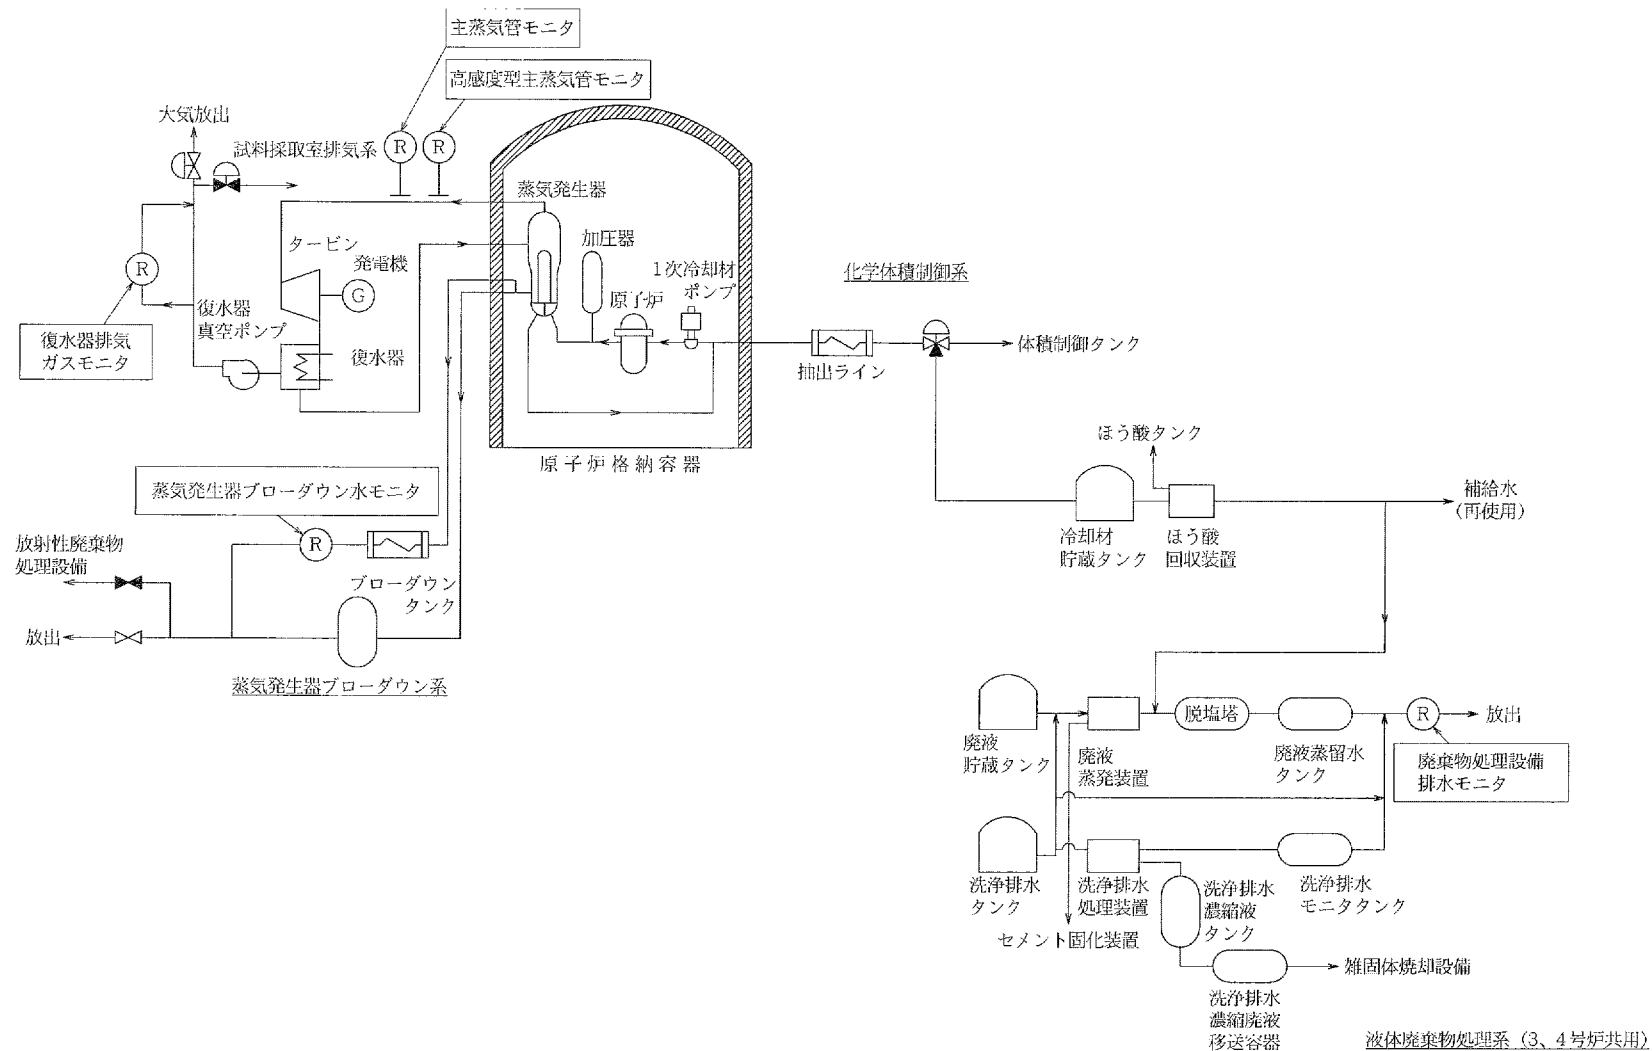 主蒸気管モニタ
高感度型主蒸気管モニタ
大気放出
試料採取室排気系
R
R
蒸気発生器
加圧器
タービン
発電機
G
1次冷却材
ポンプ
原子炉
R
復水器
真空ポンプ
復水器
復水器排気
ガスモニタ
化学体積制御系
体積制御タンク
抽出ライン
原子炉格納容器
ほう酸タンク
補給水
(再使用)
冷却材
貯蔵タンク
ほう酸
回収装置
蒸気発生器ブローダウン水モニタ
R
放射性廃棄物
処理設備
ブローダウン
タンク
放出
蒸気発生器ブローダウン系
脱塩塔
R
放出
廃液
貯蔵タンク
廃液
蒸発装置
廃液蒸留水
タンク
廃棄物処理設備
排水モニタ
洗浄排水
タンク
洗浄排水
処理装置
洗浄排水
濃縮液
タンク
洗浄排水
モニタタンク
セメント固化装置
雑固体焼却設備
洗浄排水
濃縮廃液
移送容器
液体廃棄物処理系(3、4号炉共用)